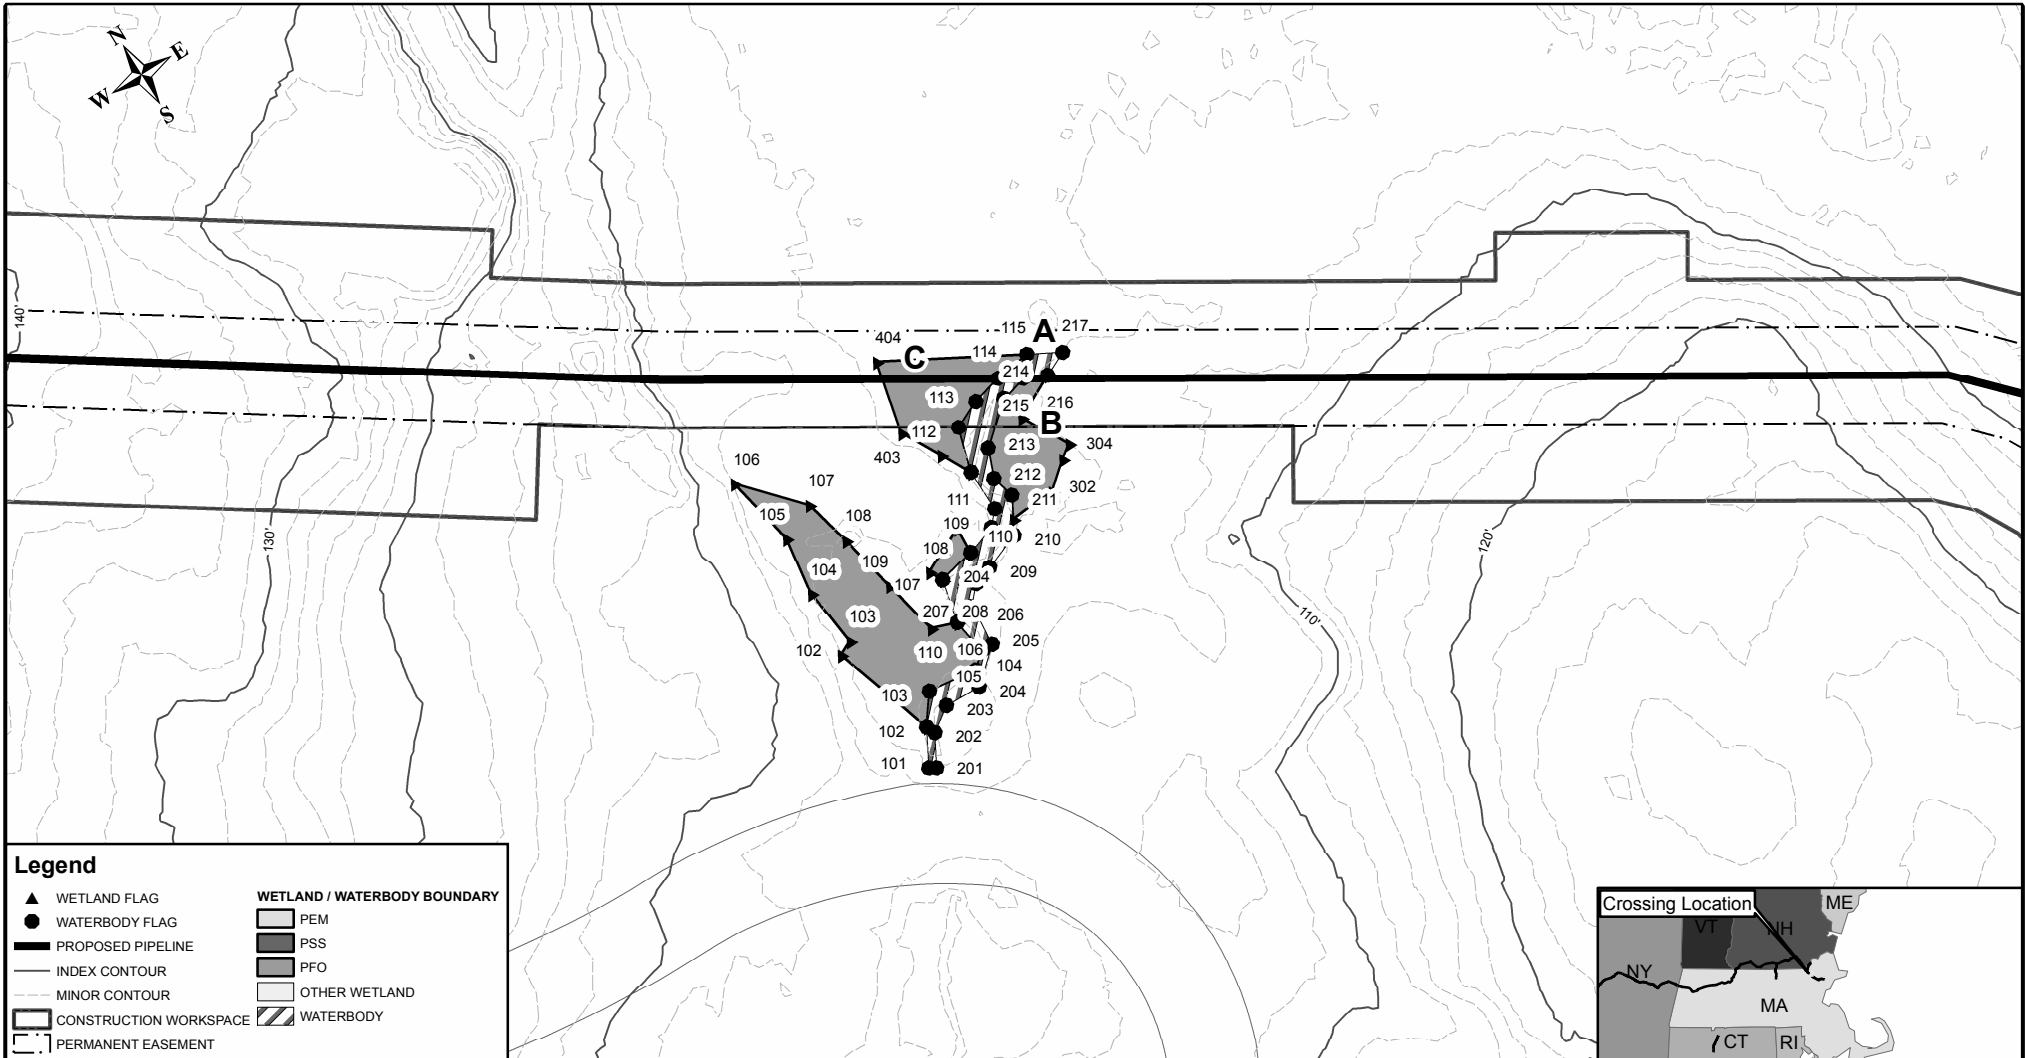 N
E
W
S
140'
130'
120'
110'
404
C
115
A
217
114
214
113
215
216
112
B
213
304
403
212
302
106
107
111
211
105
108
109
110
210
108
104
109
107
204
209
103
207
208
206
102
110
106
205
104
105
103
204
203
102
202
101
201
Legend
WETLAND FLAG
WATERBODY FLAG
PROPOSED PIPELINE
INDEX CONTOUR
MINOR CONTOUR
CONSTRUCTION WORKSPACE
PERMANENT EASEMENT
WETLAND / WATERBODY BOUNDARY
PEM
PSS
PFO
OTHER WETLAND
WATERBODY
Crossing Location
ME
VT
NH
NY
MA
CT
RI